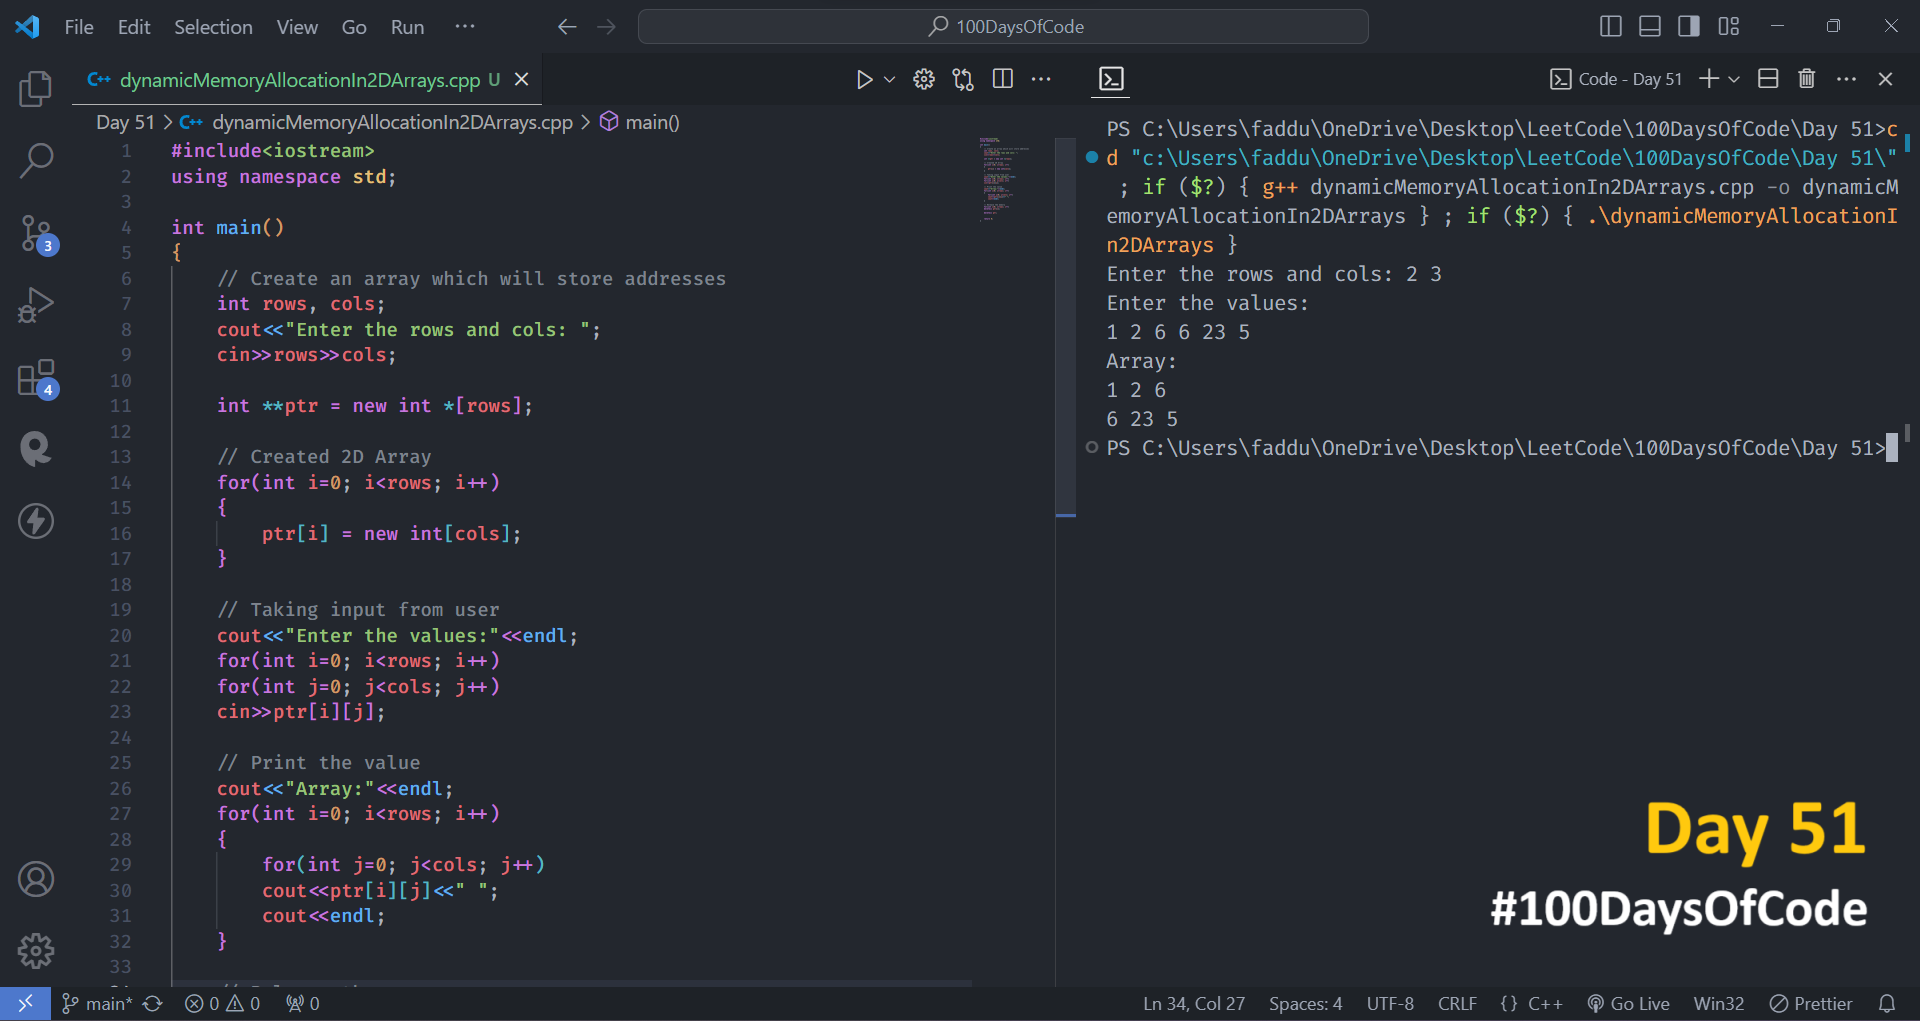 File Edit Selection View Go Run ··· 100DaysOfCode
dynamicMemoryAllocationIn2DArrays.cpp U
Day 51 > dynamicMemoryAllocationIn2DArrays.cpp > main()
1 #include<iostream>
2 using namespace std;
3
4 int main()
5 {
6 // Create an array which will store addresses
7 int rows, cols;
8 cout<<"Enter the rows and cols: ";
9 cin>>rows>>cols;
10
11 int **ptr = new int *[rows];
12
13 // Created 2D Array
14 for(int i=0; i<rows; i++)
15 {
16 ptr[i] = new int[cols];
17 }
18
19 // Taking input from user
20 cout<<"Enter the values:"<<endl;
21 for(int i=0; i<rows; i++)
22 for(int j=0; j<cols; j++)
23 cin>>ptr[i][j];
24
25 // Print the value
26 cout<<"Array:"<<endl;
27 for(int i=0; i<rows; i++)
28 {
29 for(int j=0; j<cols; j++)
30 cout<<ptr[i][j]<<" ";
31 cout<<endl;
32 }
33
Code - Day 51
PS C:\Users\faddu\OneDrive\Desktop\LeetCode\100DaysOfCode\Day 51>c
d "c:\Users\faddu\OneDrive\Desktop\LeetCode\100DaysOfCode\Day 51\"
; if ($?) { g++ dynamicMemoryAllocationIn2DArrays.cpp -o dynamicM
emoryAllocationIn2DArrays } ; if ($?) { .\dynamicMemoryAllocationI
n2DArrays }
Enter the rows and cols: 2 3
Enter the values:
1 2 6 6 23 5
Array:
1 2 6
6 23 5
PS C:\Users\faddu\OneDrive\Desktop\LeetCode\100DaysOfCode\Day 51>
Day 51
#100DaysOfCode
3
4
main* 0 0 0 Ln 34, Col 27 Spaces: 4 UTF-8 CRLF {} C++ Go Live Win32 Prettier